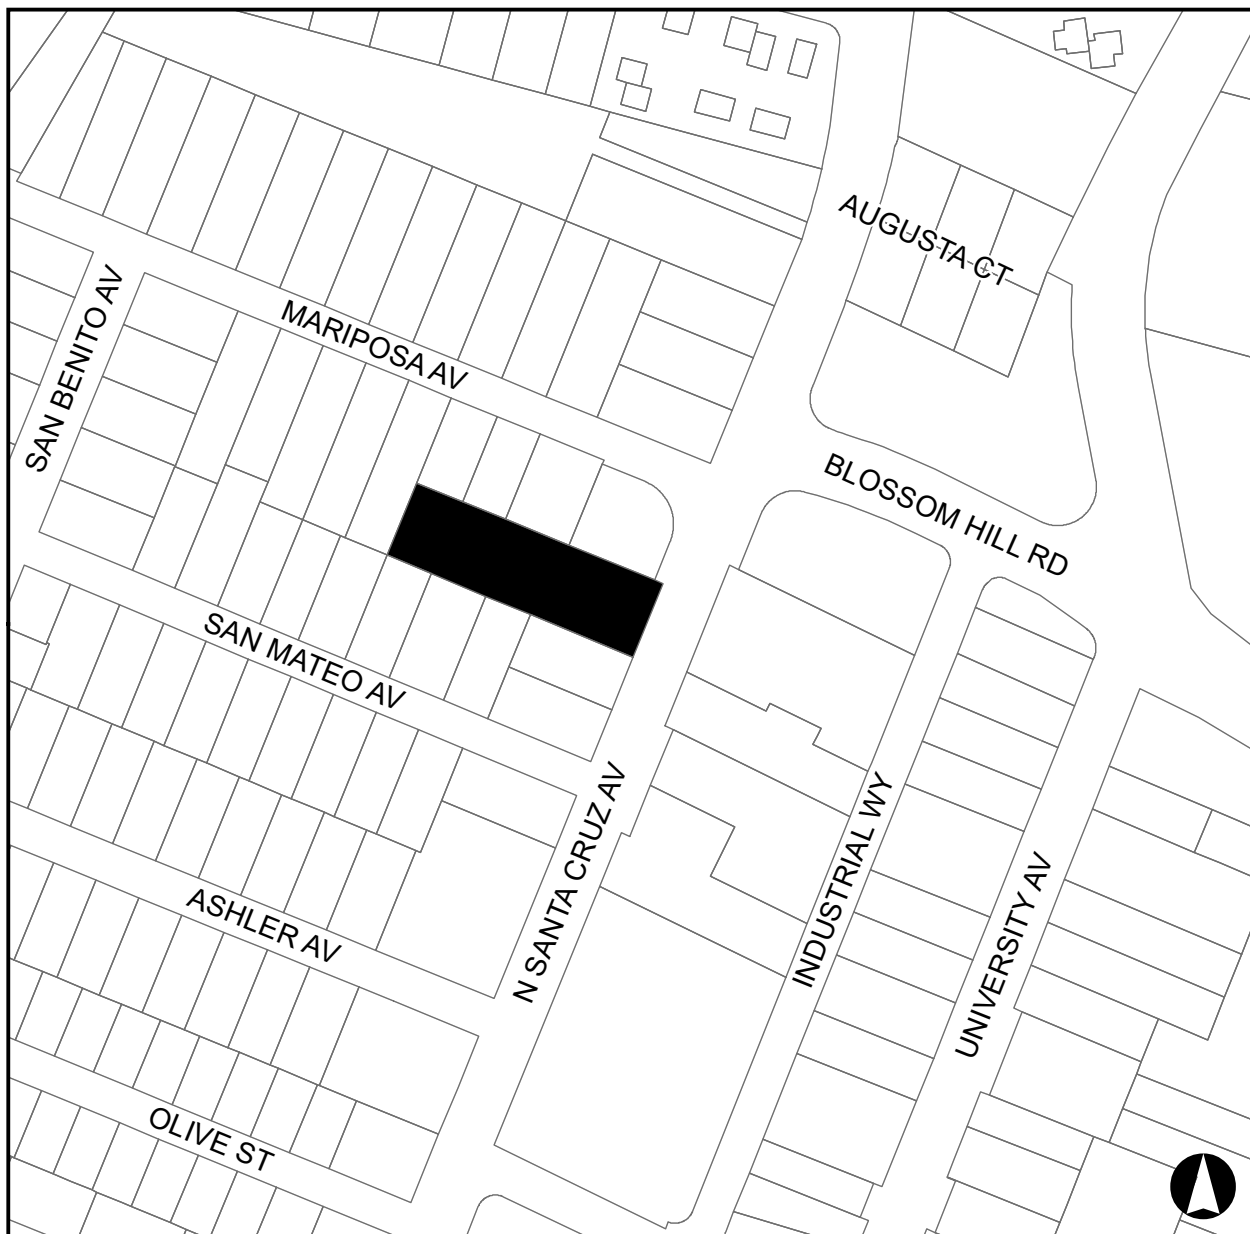 AUGUSTA CT
SAN BENITO AV
MARIPOSA AV
BLOSSOM HILL RD
SAN MATEO AV
N SANTA CRUZ AV
INDUSTRIAL WY
UNIVERSITY AV
ASHLER AV
OLIVE ST